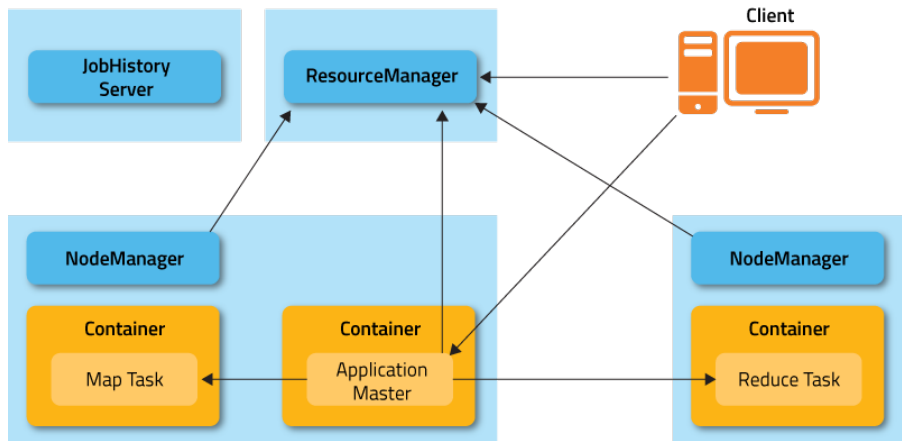 Client
JobHistory
Server
ResourceManager
NodeManager
NodeManager
Container
Container
Container
Map Task
Application
Master
Reduce Task